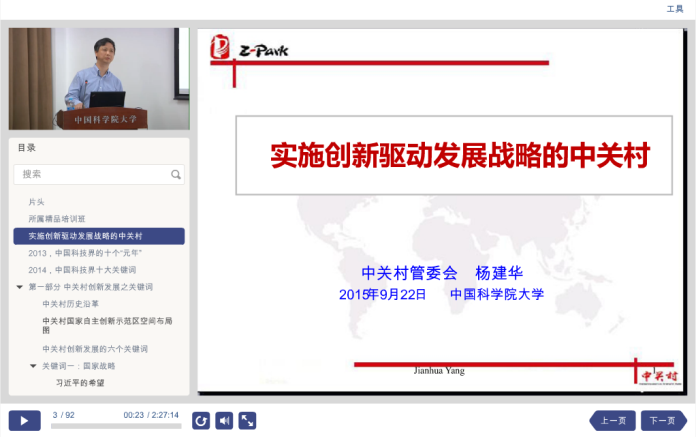 工具
中国科学院大学
目录
搜索
片头
所属精品培训班
实施创新驱动发展战略的中关村
2013，中国科技界的十个“元年”
2014，中国科技界十大关键词
第一部分 中关村创新发展之关键词
中关村历史沿革
中关村国家自主创新示范区空间布局
图
中关村创新发展的六个关键词
关键词一：国家战略
习近平的希望
Z-Park
实施创新驱动发展战略的中关村
中关村管委会 杨建华
2015年9月22日 中国科学院大学
Jianhua Yang
1
中关村
3 / 92
00:23 / 2:27:14
上一页
下一页